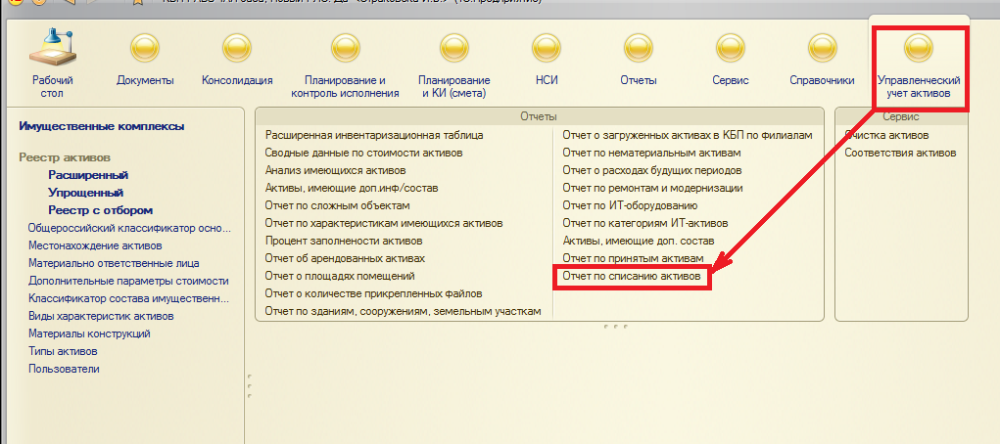 Рабочий
стол
Документы
Консолидация
Планирование и
контроль исполнения
Планирование
и КИ (смета)
НСИ
Отчеты
Сервис
Справочники
Управленческий
учет активов
Имущественные комплексы
Реестр активов
Расширенный
Упрощенный
Реестр с отбором
Общероссийский классификатор осно...
Местонахождение активов
Материально ответственные лица
Дополнительные параметры стоимости
Классификатор состава имуществен...
Виды характеристик активов
Материалы конструкций
Типы активов
Пользователи
Отчеты
Расширенная инвентаризационная таблица
Сводные данные по стоимости активов
Анализ имеющихся активов
Активы, имеющие доп.инф/состав
Отчет по сложным объектам
Отчет по характеристикам имеющихся активов
Процент заполнености активов
Отчет об арендованных активах
Отчет о площадях помещений
Отчет о количестве прикрепленных файлов
Отчет по зданиям, сооружениям, земельным участкам
Отчет о загруженных активах в КБП по филиалам
Отчет по нематериальным активам
Отчет о расходах будущих периодов
Отчет по ремонтам и модернизации
Отчет по ИТ-оборудованию
Отчет по категориям ИТ-активов
Активы, имеющие доп. состав
Отчет по принятым активам
Отчет по списанию активов
Сервис
Очистка активов
Соответствия активов